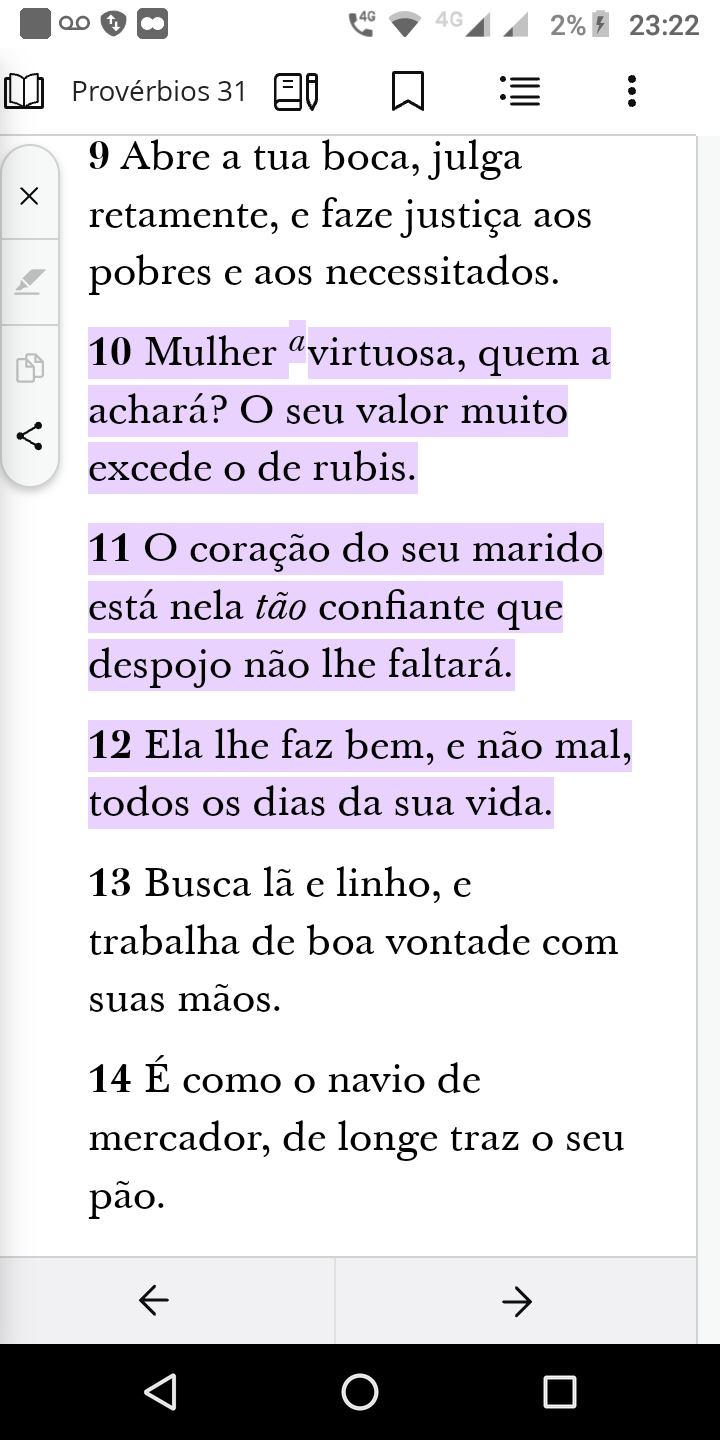 4G 4G 2% 23:22
Provérbios 31
9 Abre a tua boca, julga
retamente, e faze justiça aos
pobres e aos necessitados.
10 Mulher a virtuosa, quem a
achará? O seu valor muito
excede o de rubis.
11 O coração do seu marido
está nela tão confiante que
despojo não lhe faltará.
12 Ela lhe faz bem, e não mal,
todos os dias da sua vida.
13 Busca lã e linho, e
trabalha de boa vontade com
suas mãos.
14 É como o navio de
mercador, de longe traz o seu
pão.